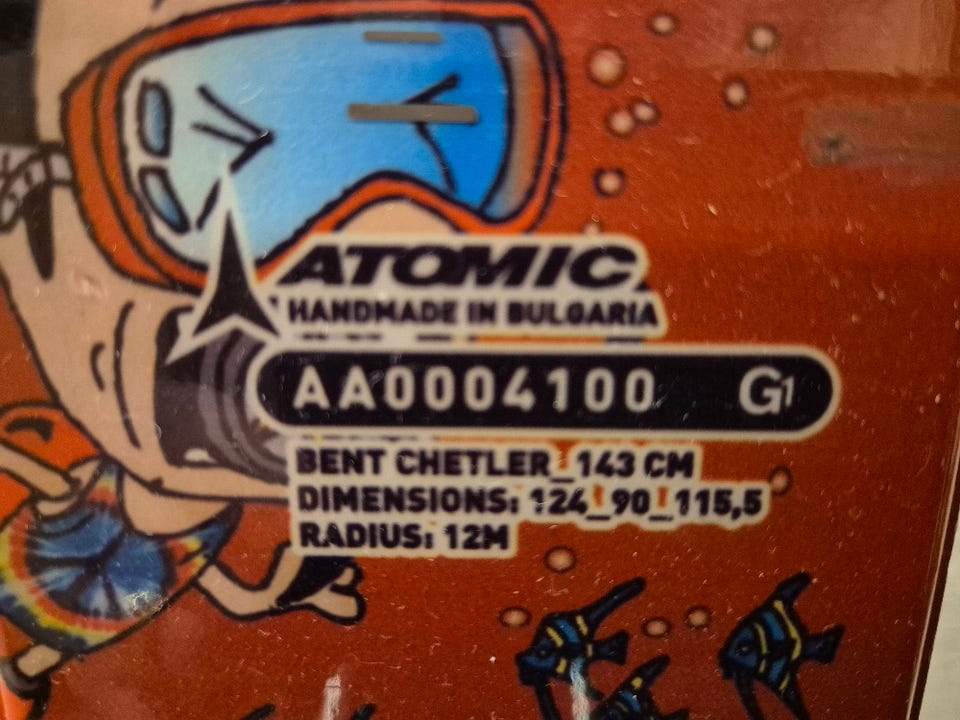 ATOMIC
HANDMADE IN BULGARIA
AA0004100 G1
BENT CHETLER_143 CM
DIMENSIONS: 124_90_115,5
RADIUS: 12M